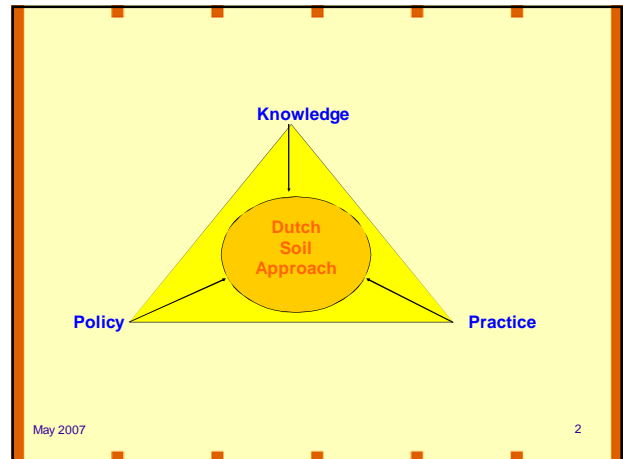 Knowledge
Dutch
Soil
Approach
Policy
Practice
May 2007
2